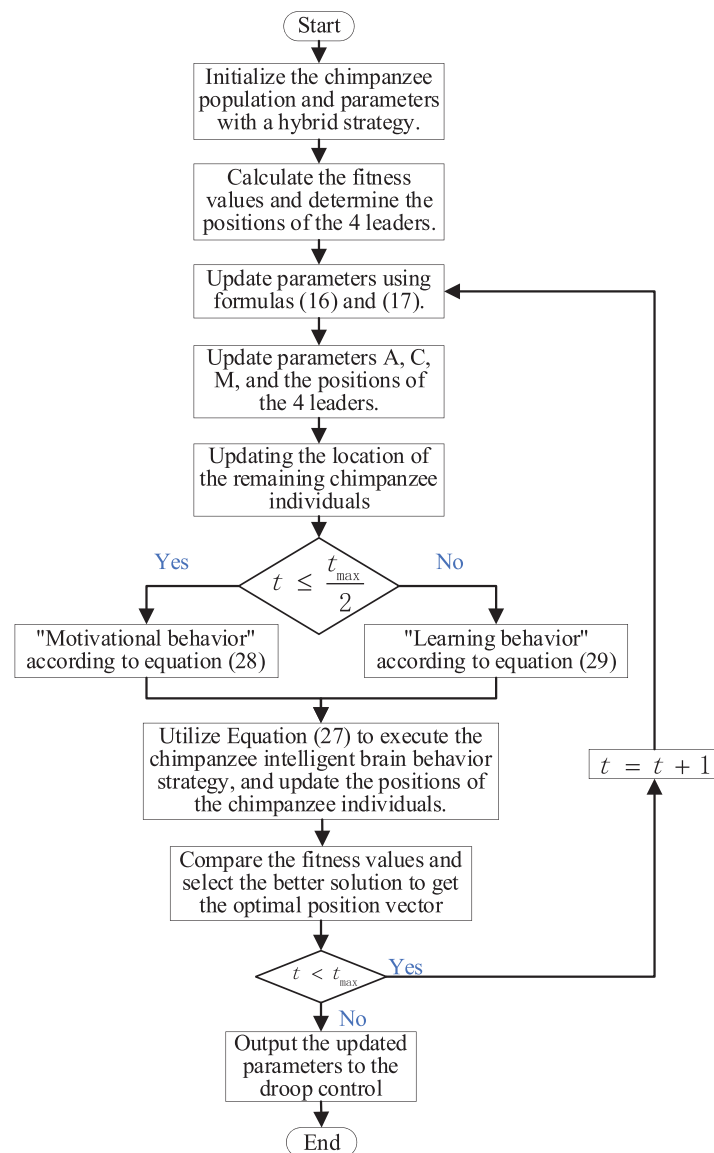 Start
Initialize the chimpanzee
population and parameters
with a hybrid strategy.
Calculate the fitness
values and determine the
positions of the 4 leaders.
Update parameters using
formulas (16) and (17).
Update parameters A, C,
M, and the positions of
the 4 leaders.
Updating the location of
the remaining chimpanzee
individuals
Yes
t ≤ t_max/2
No
"Motivational behavior"
according to equation (28)
"Learning behavior"
according to equation (29)
Utilize Equation (27) to execute the
chimpanzee intelligent brain behavior
strategy, and update the positions of
the chimpanzee individuals.
t = t + 1
Compare the fitness values and
select the better solution to get
the optimal position vector
t < t_max
Yes
No
Output the updated
parameters to the
droop control
End